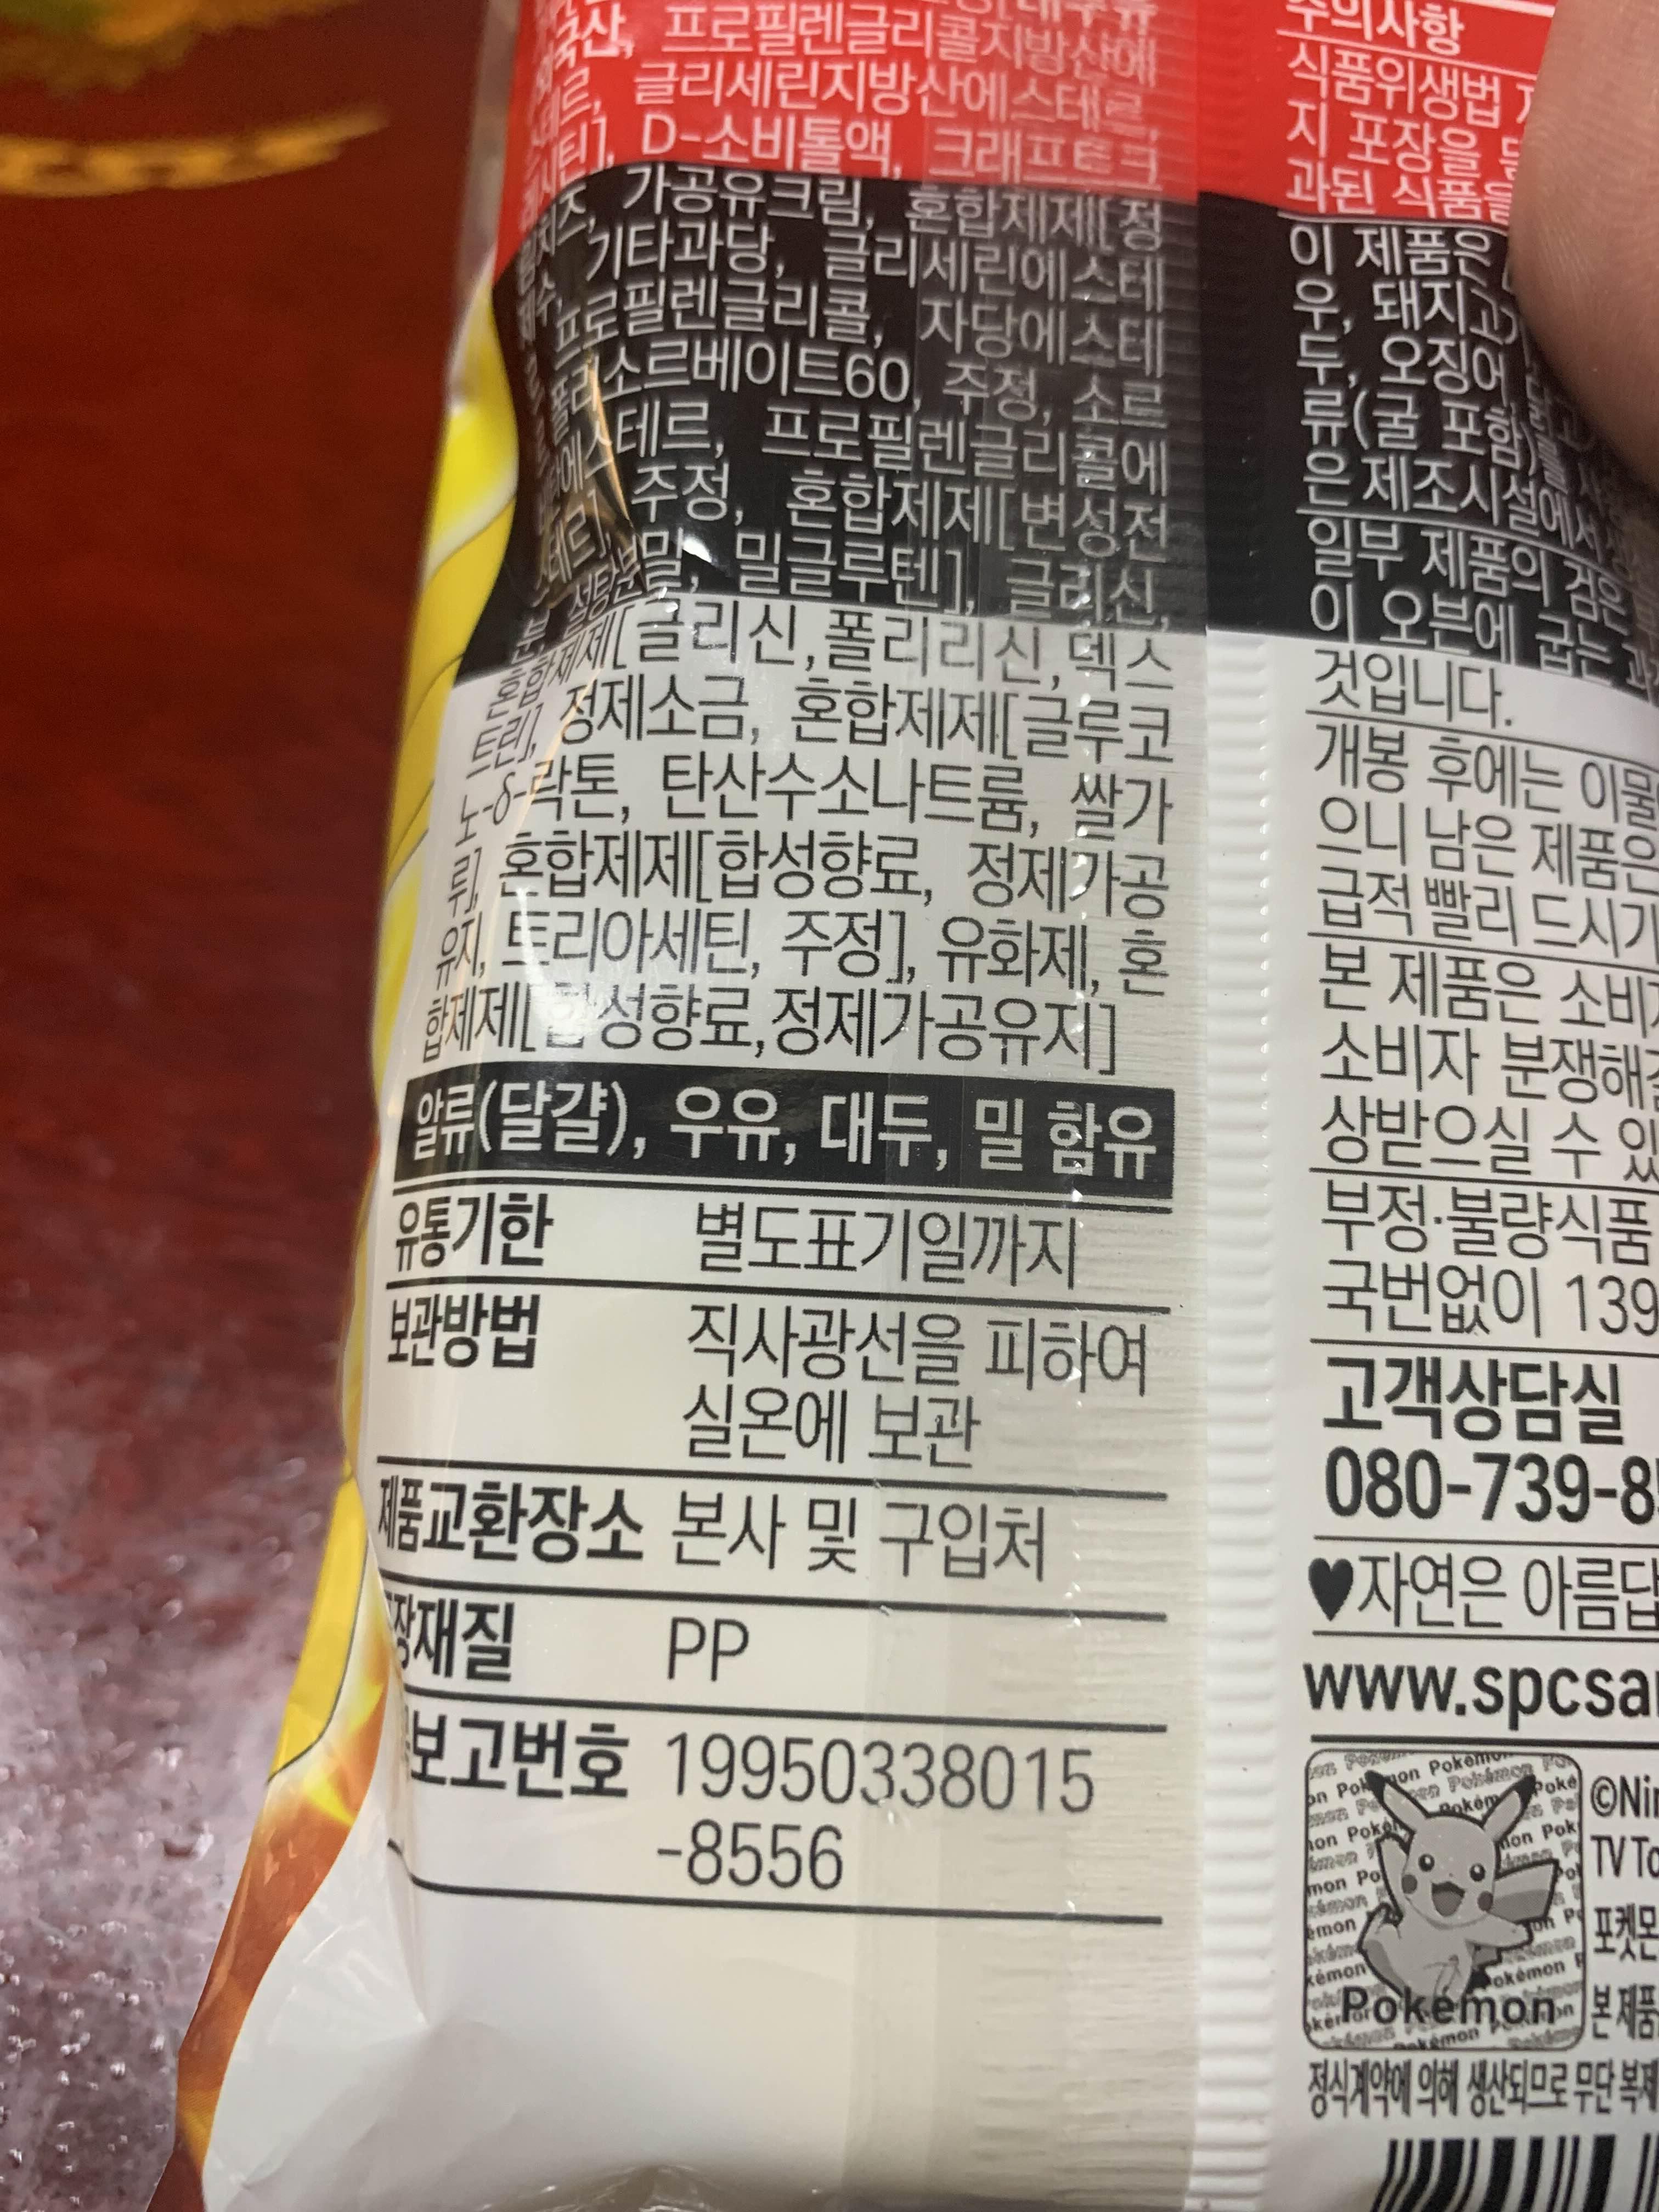 국산, 프로필렌글리콜지방산에
글리세린지방산에스테르,
D-소비톨액, 크래프트크
가공유크림, 혼합제제[정
기타과당, 글리세린에스테
프로필렌글리콜, 자당에스테
폴리소르베이트60, 주정, 소르
테르, 프로필렌글리콜에
주정, 혼합제제[변성전
밀, 밀글루텐], 글리신,
혼합제제[글리신,폴리리신,덱스
트린], 정제소금, 혼합제제[글루코
노-δ-락톤, 탄산수소나트륨, 쌀가
루] 혼합제제[합성향료, 정제가공
유지, 트리아세틴, 주정], 유화제, 혼
합제제[합성향료,정제가공유지]
알류(달걀), 우유, 대두, 밀 함유
유통기한 별도표기일까지
보관방법 직사광선을 피하여
실온에 보관
제품교환장소 본사 및 구입처
장재질 PP
보고번호 19950338015
-8556
주의사항
식품위생법
지 포장을
과된 식품을
이 제품은
우, 돼지고기
두, 오징어
류(굴 포함)를
은 제조시설에서
일부 제품의 검은
이 오븐에 굽는
것입니다.
개봉 후에는 이물
으니 남은 제품은
급적 빨리 드시기
본 제품은 소비자
소비자 분쟁해결
상받으실 수 있
부정·불량식품
국번없이 139
고객상담실
080-739-8
♥자연은 아름답
www.spcsa
Pokémon
©Nin
TV To
포켓몬
본 제품
정식계약에 의해 생산되므로 무단 복제